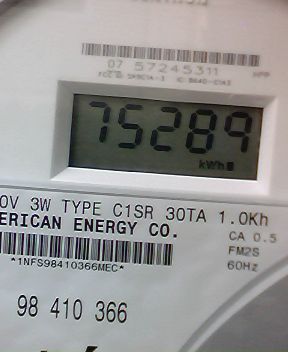 07 57245311
75289
kWh
0V 3W TYPE C1SR 30TA 1.0Kh
ERICAN ENERGY CO.
CA 0.5
FM2S
60Hz
*1NFS98410366MEC*
98 410 366